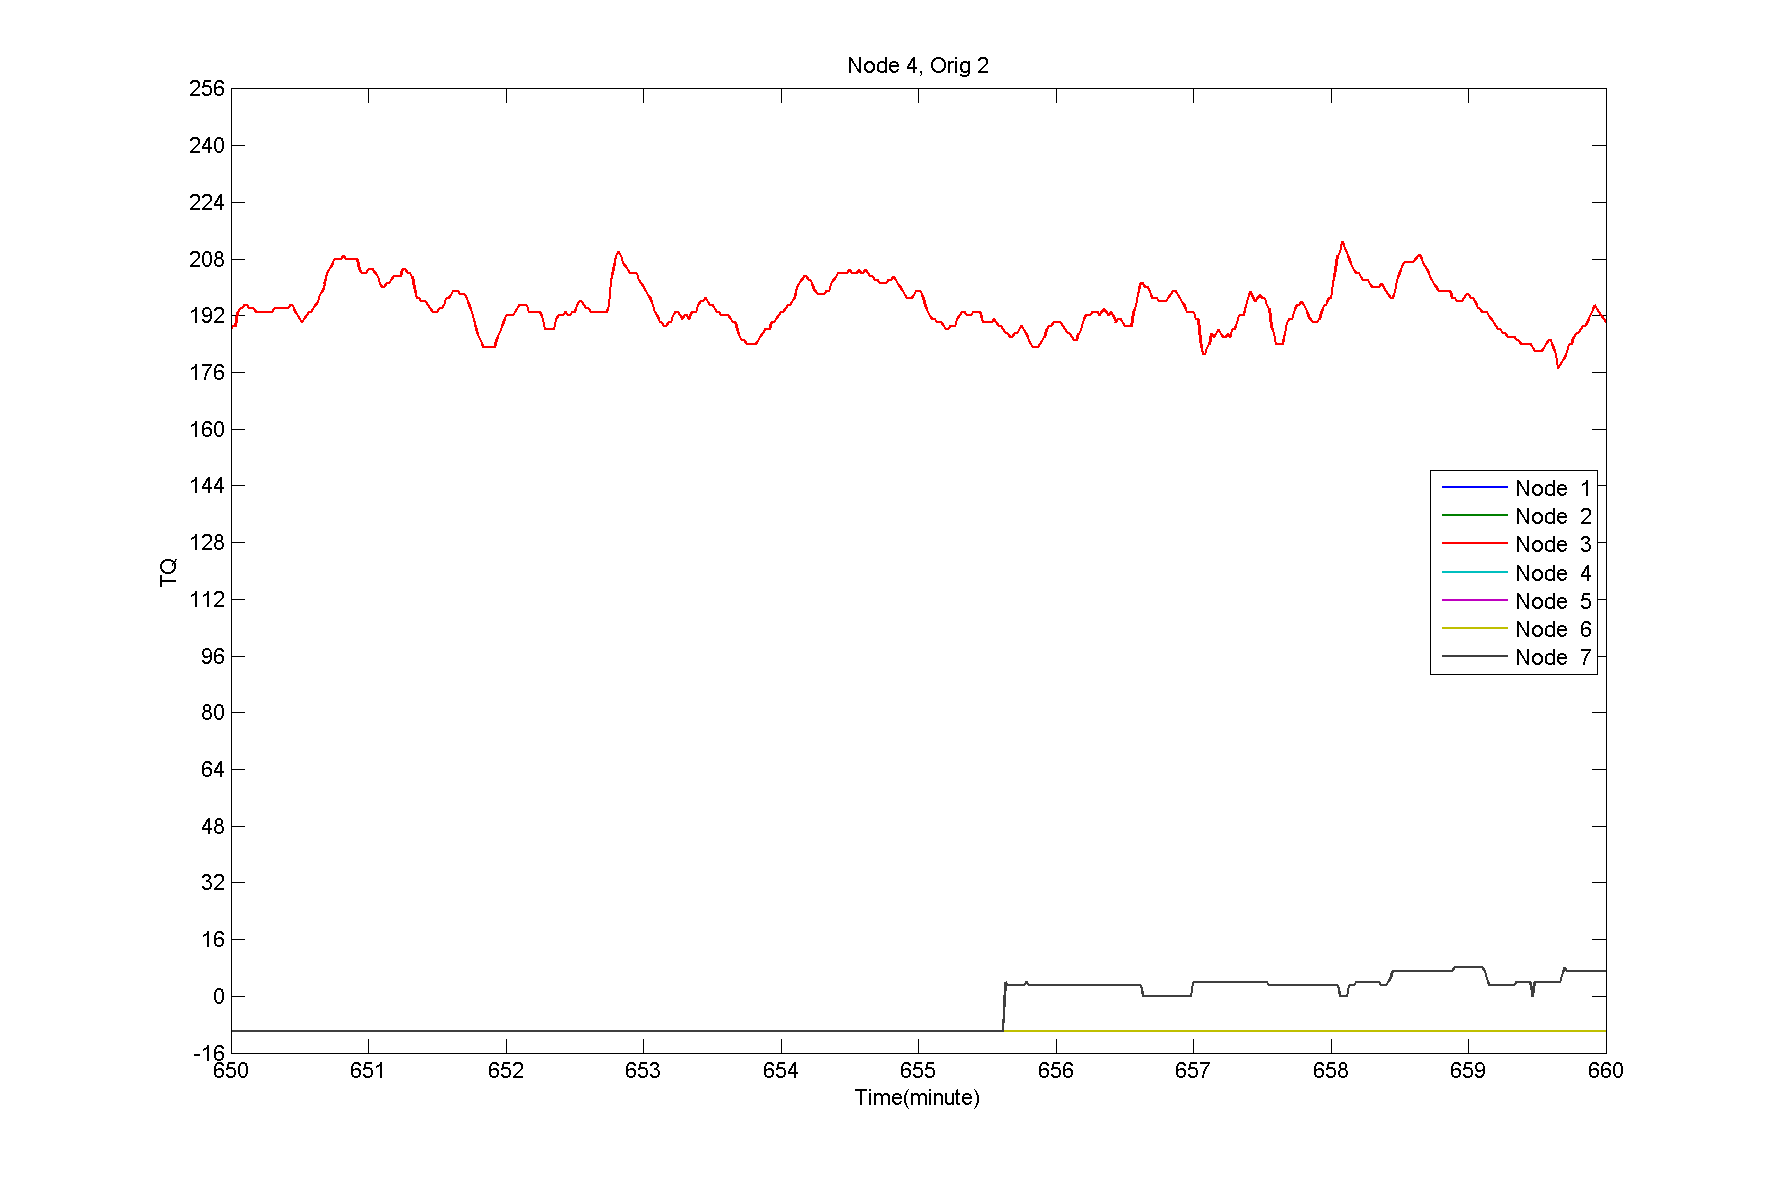 Node 4, Orig 2
256
240
224
208
192
176
160
144
128
112
96
80
64
48
32
16
0
-16
TQ
Node 1
Node 2
Node 3
Node 4
Node 5
Node 6
Node 7
650 651 652 653 654 655 656 657 658 659 660
Time(minute)